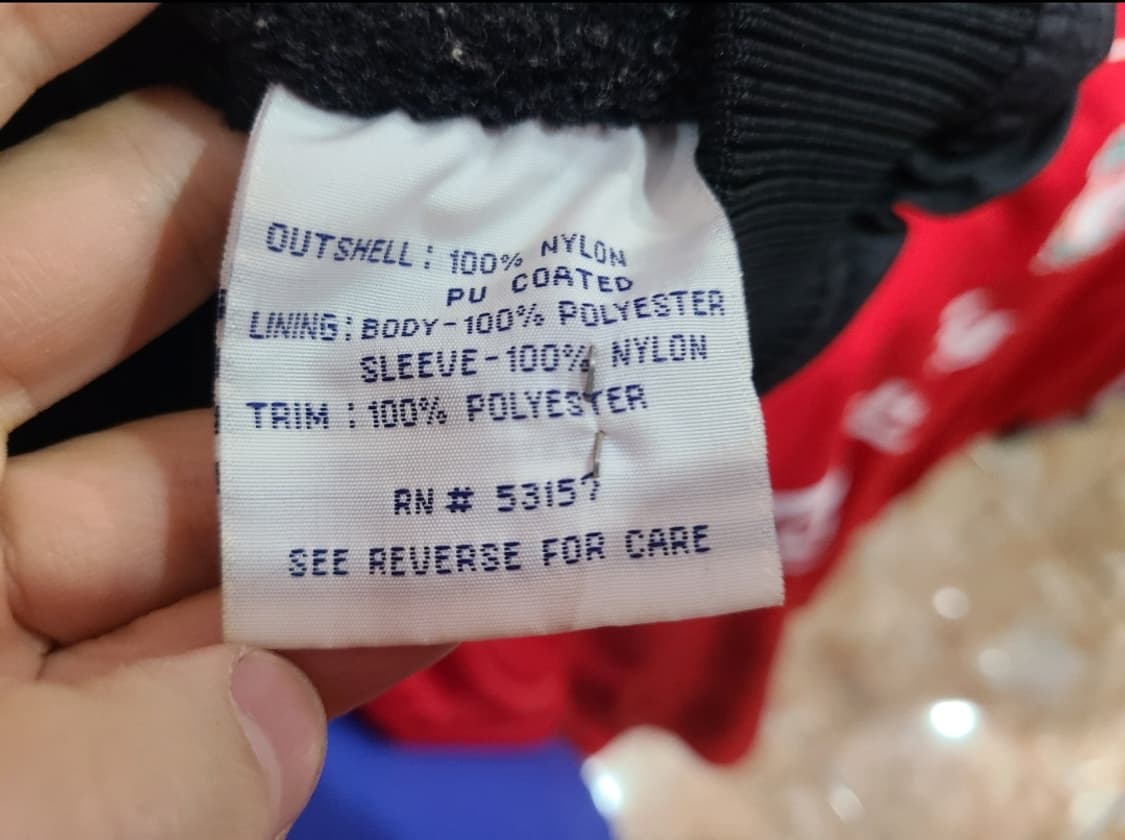 OUTSHELL: 100% NYLON
PU COATED
LINING: BODY-100% POLYESTER
SLEEVE-100% NYLON
TRIM : 100% POLYESTER
RN # 53157
SEE REVERSE FOR CARE